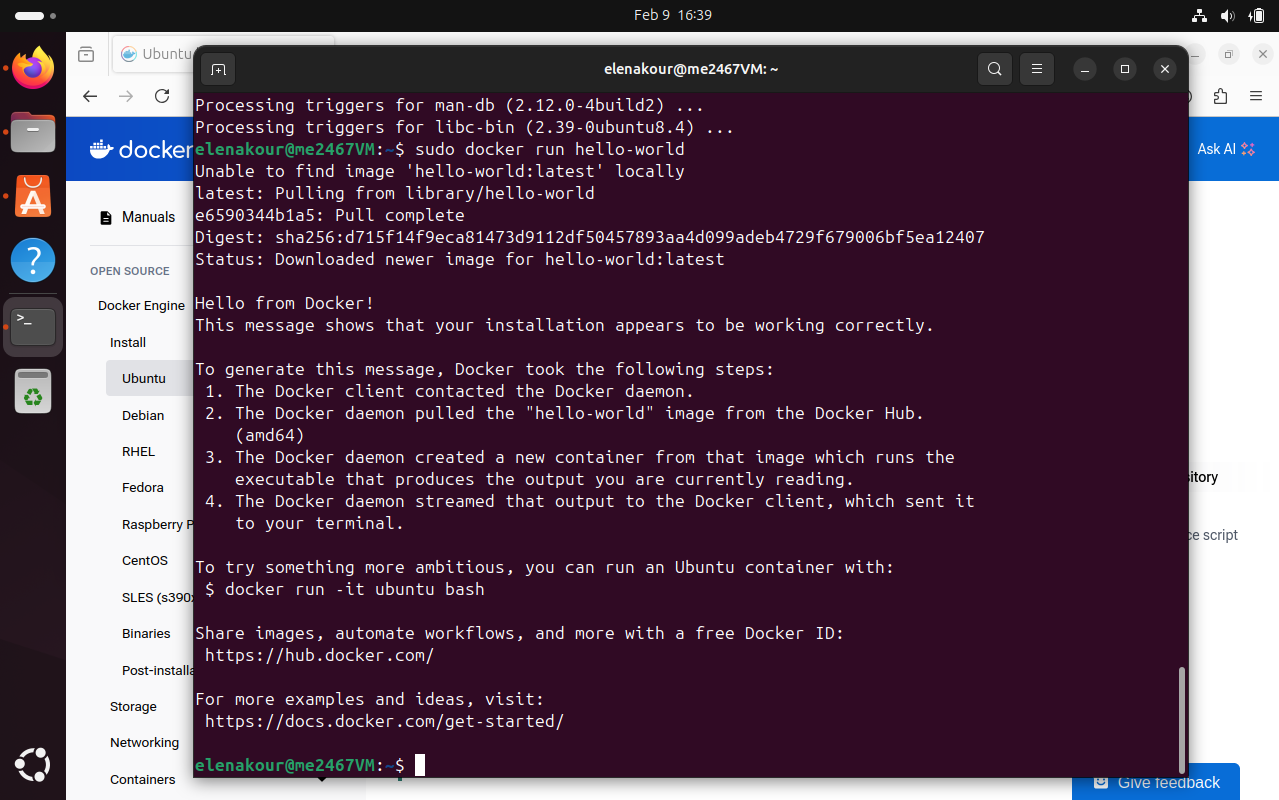 Feb 9 16:39
Ubuntu
elenakour@me2467VM: ~
docker
Ask AI
Manuals
OPEN SOURCE
Docker Engine
Install
Ubuntu
Debian
RHEL
Fedora
Raspberry P
CentOS
SLES (s390x
Binaries
Post-installa
Storage
Networking
Containers
Processing triggers for man-db (2.12.0-4build2) ...
Processing triggers for libc-bin (2.39-0ubuntu8.4) ...
elenakour@me2467VM:~$ sudo docker run hello-world
Unable to find image 'hello-world:latest' locally
latest: Pulling from library/hello-world
e6590344b1a5: Pull complete
Digest: sha256:d715f14f9eca81473d9112df50457893aa4d099adeb4729f679006bf5ea12407
Status: Downloaded newer image for hello-world:latest
Hello from Docker!
This message shows that your installation appears to be working correctly.
To generate this message, Docker took the following steps:
1. The Docker client contacted the Docker daemon.
2. The Docker daemon pulled the "hello-world" image from the Docker Hub.
(amd64)
3. The Docker daemon created a new container from that image which runs the
executable that produces the output you are currently reading.
4. The Docker daemon streamed that output to the Docker client, which sent it
to your terminal.
To try something more ambitious, you can run an Ubuntu container with:
$ docker run -it ubuntu bash
Share images, automate workflows, and more with a free Docker ID:
https://hub.docker.com/
For more examples and ideas, visit:
https://docs.docker.com/get-started/
elenakour@me2467VM:~$
sitory
ce script
Give feedback